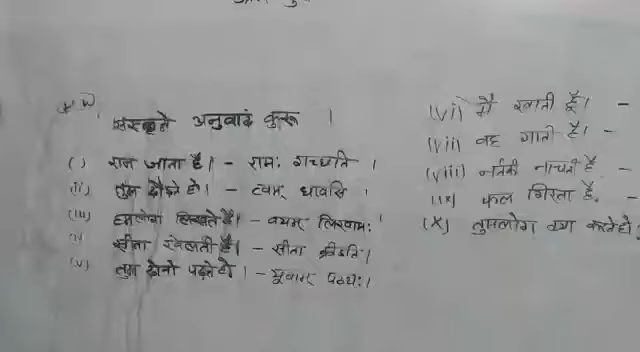 H.W.
संस्कृते अनुवादं कुरू ।
(i) राम जाता है। - रामः गच्छति ।
(ii) तुम दौड़ते हो। - त्वम् धावसि ।
(iii) हमलोग लिखते हैं। - वयम् लिखामः ।
(iv) सीता खेलती है। - सीता क्रीडति ।
(v) तुम दोनो पढ़ते हो । - युवाम् पठथः ।
(vi) मैं खाती हूँ। -
(vii) वह गाती है। -
(viii) नर्तकी नाचती है. -
(ix) फल गिरता है. -
(x) तुमलोग क्या करते हो।